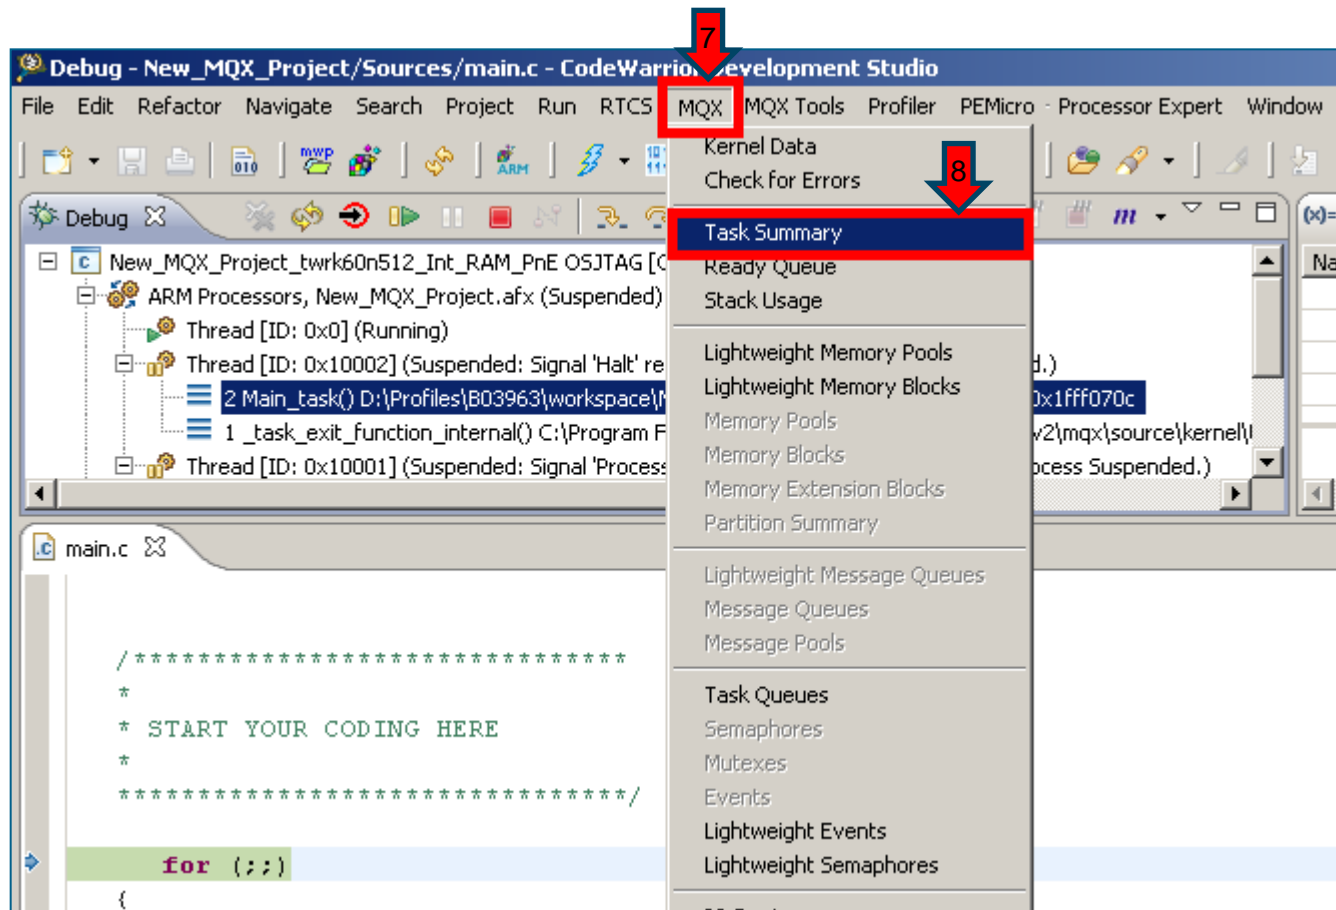 7
Debug - New_MQX_Project/Sources/main.c - CodeWarrior Development Studio
File Edit Refactor Navigate Search Project Run RTCS MQX MQX Tools Profiler PEMicro Processor Expert Window
010 mwp ARM
Kernel Data
Check for Errors
8
Debug
m
(x)=
Task Summary
New_MQX_Project_twrk60n512_Int_RAM_PnE OSJTAG [
Na
Ready Queue
ARM Processors, New_MQX_Project.afx (Suspended)
Stack Usage
Thread [ID: 0x0] (Running)
Thread [ID: 0x10002] (Suspended: Signal 'Halt' re
d.)
Lightweight Memory Pools
2 Main_task() D:\Profiles\B03963\workspace\
0x1fff070c
Lightweight Memory Blocks
Memory Pools
1 _task_exit_function_internal() C:\Program F
v2\mqx\source\kernel\
Memory Blocks
Thread [ID: 0x10001] (Suspended: Signal 'Process
ocess Suspended.)
Memory Extension Blocks
Partition Summary
main.c
Lightweight Message Queues
Message Queues
Message Pools
/*******************************
*
* START YOUR CODING HERE
*
********************************/
Task Queues
Semaphores
Mutexes
Events
Lightweight Events
Lightweight Semaphores
for (;;)
{